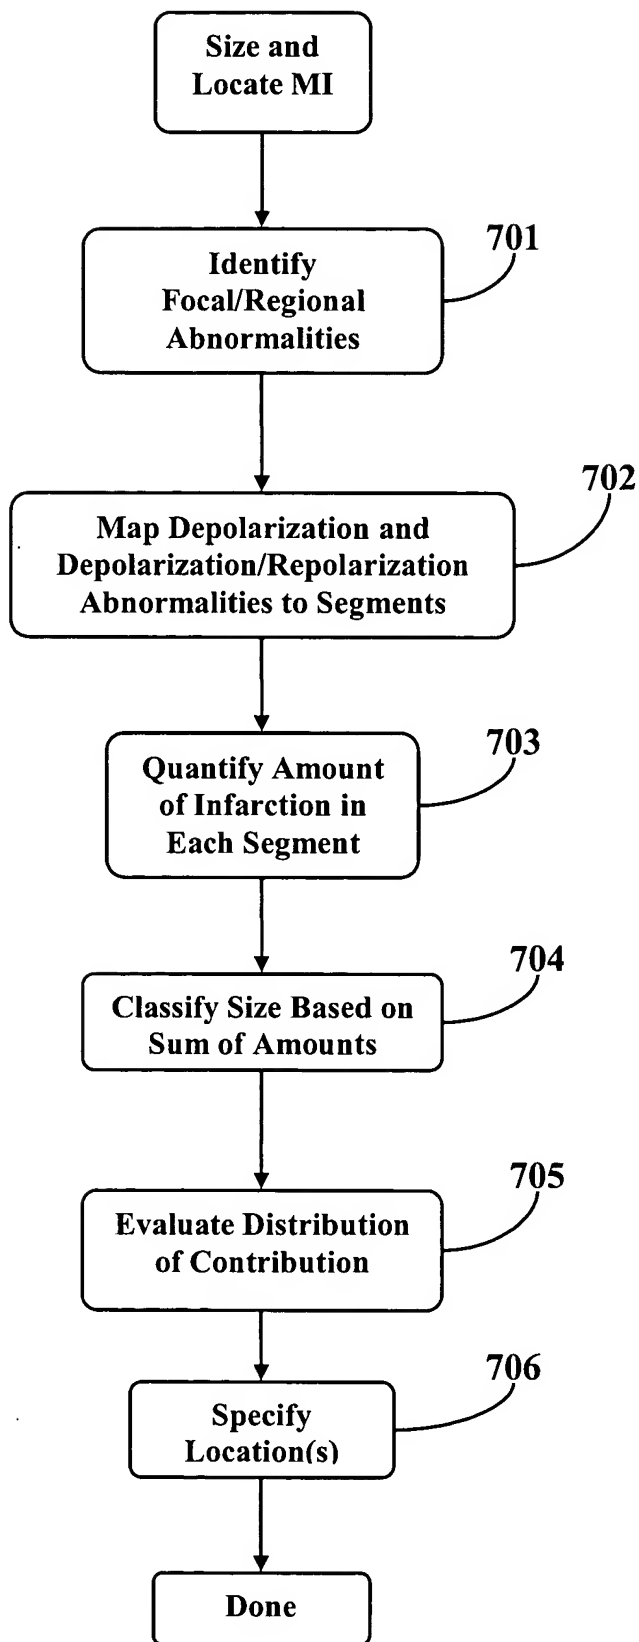 Size and
Locate MI
701
Identify
Focal/Regional
Abnormalities
702
Map Depolarization and
Depolarization/Repolarization
Abnormalities to Segments
703
Quantify Amount
of Infarction in
Each Segment
704
Classify Size Based on
Sum of Amounts
705
Evaluate Distribution
of Contribution
706
Specify
Location(s)
Done